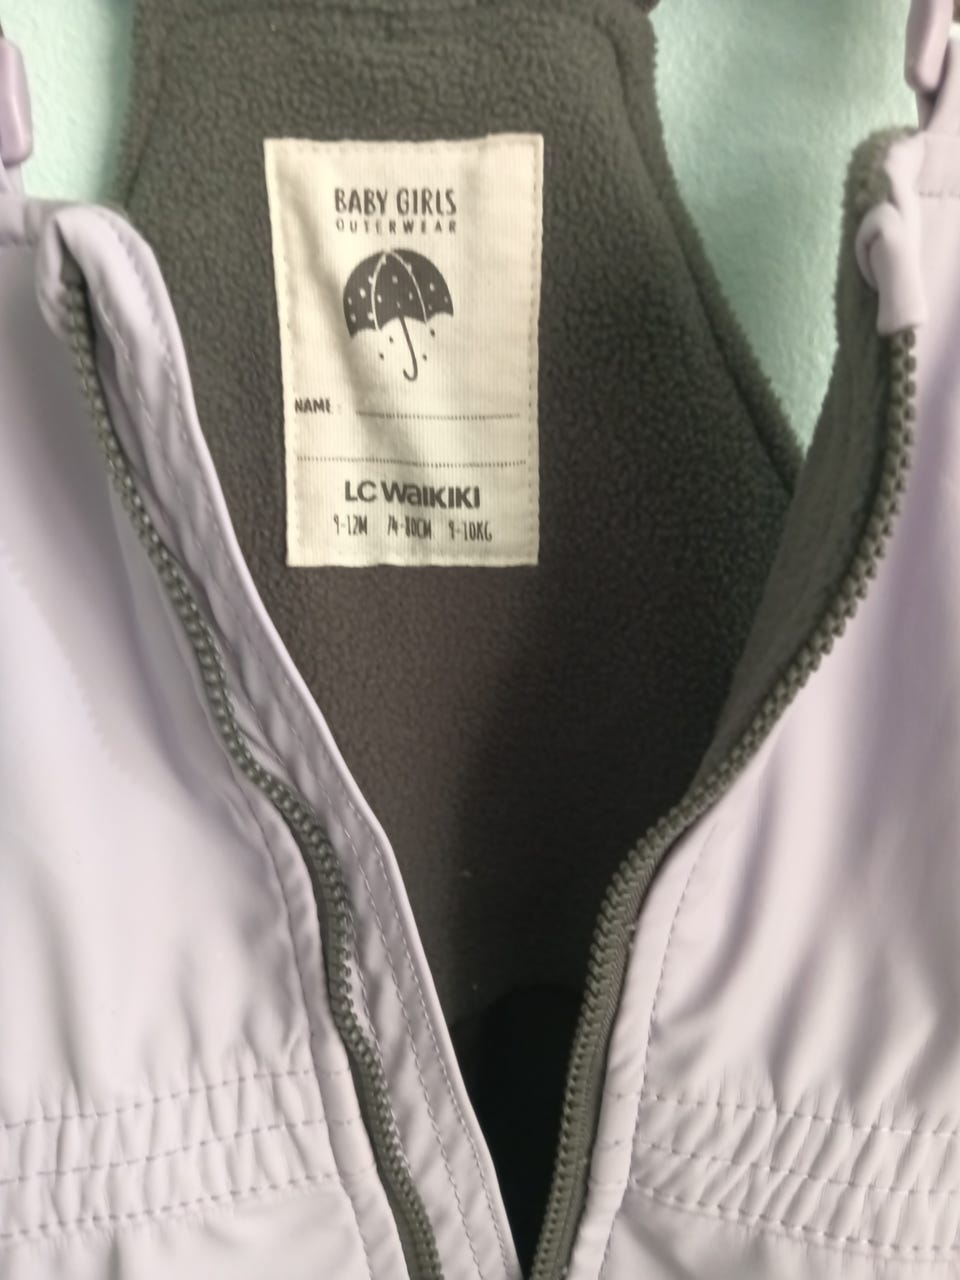 BABY GIRLS
OUTERWEAR
NAME :
LC Waikiki
9-12M 74-80CM 9-10KG